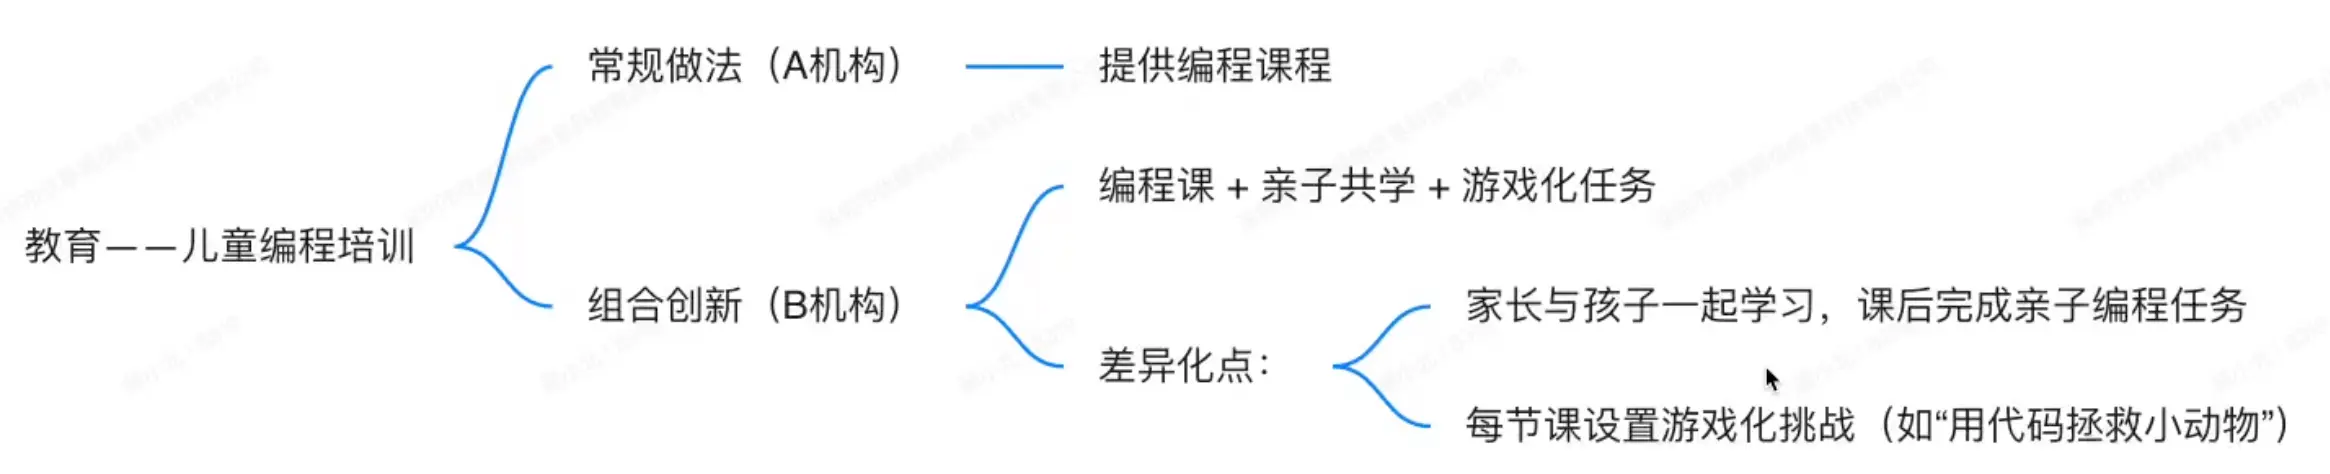 教育——儿童编程培训
常规做法（A机构）
提供编程课程
组合创新（B机构）
编程课 + 亲子共学 + 游戏化任务
差异化点：
家长与孩子一起学习，课后完成亲子编程任务
每节课设置游戏化挑战（如“用代码拯救小动物”）